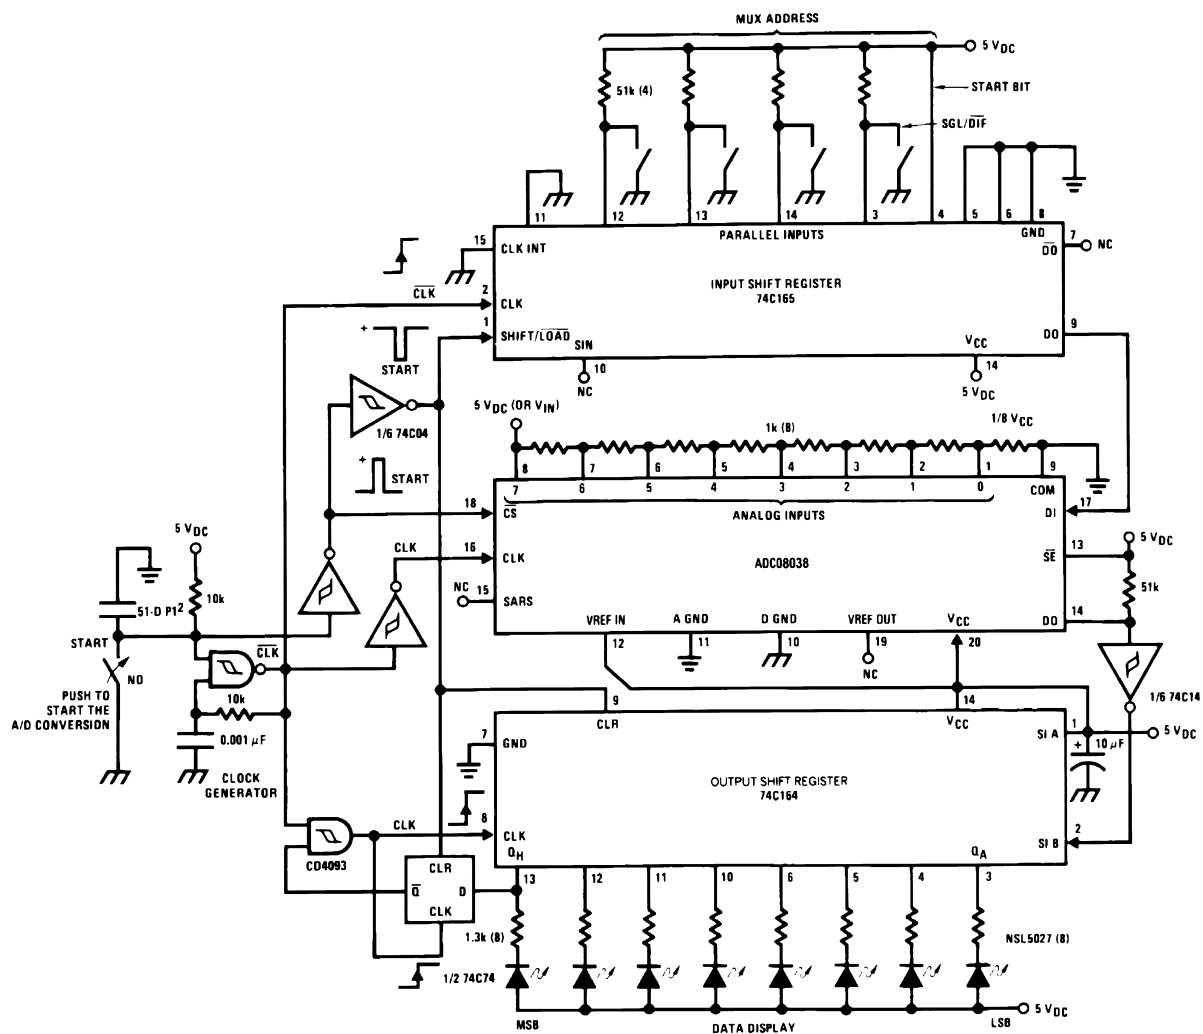 MUX ADDRESS
5 VDC
51k (4)
START BIT
SGL/DIF
11
12
13
14
3
4
5
6
8
GND
PARALLEL INPUTS
15
CLK INT
7
DO
NC
INPUT SHIFT REGISTER
74C165
CLK
2
CLK
1
SHIFT/LOAD
9
DO
SIN
VCC
10
NC
14
5 VDC
+
START
1/6 74C04
5 VDC (OR VIN)
1k (8)
1/8 VCC
+
START
8
7
6
5
4
3
2
1
9
7
6
5
4
3
2
1
0
COM
18
CS
ANALOG INPUTS
DI
17
5 VDC
CLK
16
CLK
ADC08038
SE
13
5 VDC
10k
51·D P1²
NC
15
SARS
51k
DO
14
VREF IN
A GND
D GND
VREF OUT
VCC
12
11
10
19
20
NC
START
NO
CLK
1/6 74C14
PUSH TO
START THE
A/D CONVERSION
10k
0.001 µF
CLOCK
GENERATOR
9
CLR
14
VCC
7
GND
SI A
1
5 VDC
+
10 µF
OUTPUT SHIFT REGISTER
74C164
CLK
8
CLK
SI B
2
CD4093
QH
QA
CLR
Q
D
CLK
13
12
11
10
6
5
4
3
1.3k (8)
NSL5027 (8)
1/2 74C74
MSB
DATA DISPLAY
LSB
5 VDC